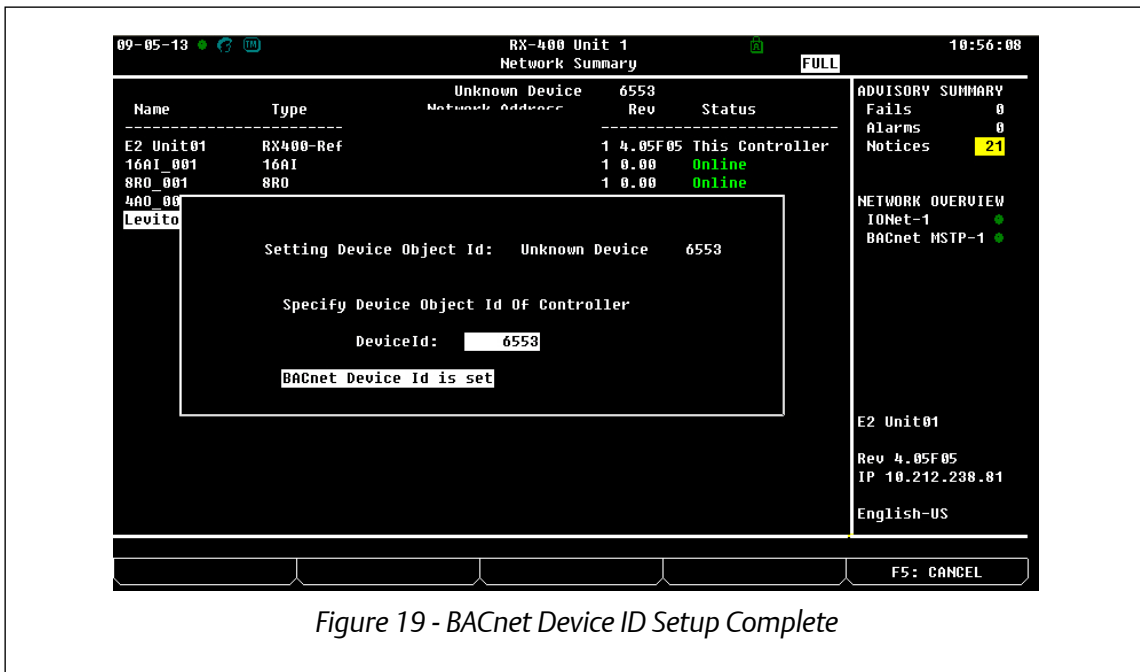 09-05-13 TM RX-400 Unit 1 A 10:56:08
Network Summary FULL
Unknown Device 6553
Name Type Network Address Rev Status
E2 Unit01 RX400-Ref 1 4.05F05 This Controller
16AI_001 16AI 1 0.00 Online
8RO_001 8RO 1 0.00 Online
4AO_00
Levito
Setting Device Object Id: Unknown Device 6553
Specify Device Object Id Of Controller
DeviceId: 6553
BACnet Device Id is set
ADVISORY SUMMARY
Fails 0
Alarms 0
Notices 21
NETWORK OVERVIEW
IONet-1
BACnet MSTP-1
E2 Unit01
Rev 4.05F05
IP 10.212.238.81
English-US
F5: CANCEL
Figure 19 - BACnet Device ID Setup Complete